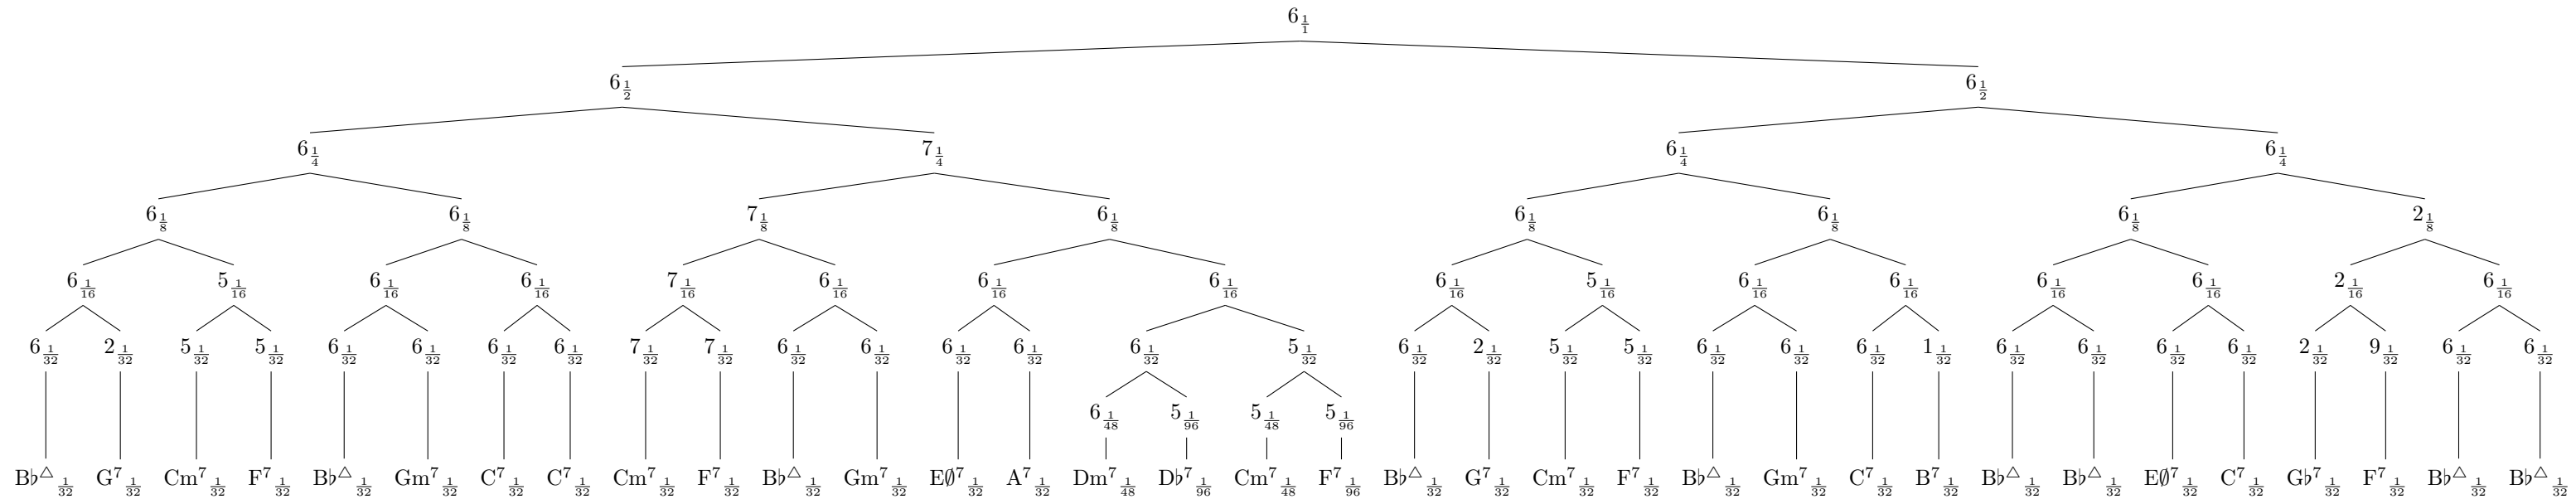 6 1/1
6 1/2 6 1/2
6 1/4 7 1/4 6 1/4 6 1/4
6 1/8 6 1/8 7 1/8 6 1/8 6 1/8 6 1/8 6 1/8 2 1/8
6 1/16 5 1/16 6 1/16 6 1/16 7 1/16 6 1/16 6 1/16 6 1/16 6 1/16 5 1/16 6 1/16 6 1/16 6 1/16 6 1/16 2 1/16 6 1/16
6 1/32 2 1/32 5 1/32 5 1/32 6 1/32 6 1/32 6 1/32 6 1/32 7 1/32 7 1/32 6 1/32 6 1/32 6 1/32 6 1/32 6 1/32 5 1/32 6 1/32 2 1/32 5 1/32 5 1/32 6 1/32 6 1/32 6 1/32 1 1/32 6 1/32 6 1/32 6 1/32 6 1/32 2 1/32 9 1/32 6 1/32 6 1/32
6 1/48 5 1/96 5 1/48 5 1/96
B♭△ 1/32 G⁷ 1/32 Cm⁷ 1/32 F⁷ 1/32 B♭△ 1/32 Gm⁷ 1/32 C⁷ 1/32 C⁷ 1/32 Cm⁷ 1/32 F⁷ 1/32 B♭△ 1/32 Gm⁷ 1/32 E∅⁷ 1/32 A⁷ 1/32 Dm⁷ 1/48 D♭⁷ 1/96 Cm⁷ 1/48 F⁷ 1/96 B♭△ 1/32 G⁷ 1/32 Cm⁷ 1/32 F⁷ 1/32 B♭△ 1/32 Gm⁷ 1/32 C⁷ 1/32 B⁷ 1/32 B♭△ 1/32 B♭△ 1/32 E∅⁷ 1/32 C⁷ 1/32 G♭⁷ 1/32 F⁷ 1/32 B♭△ 1/32 B♭△ 1/32